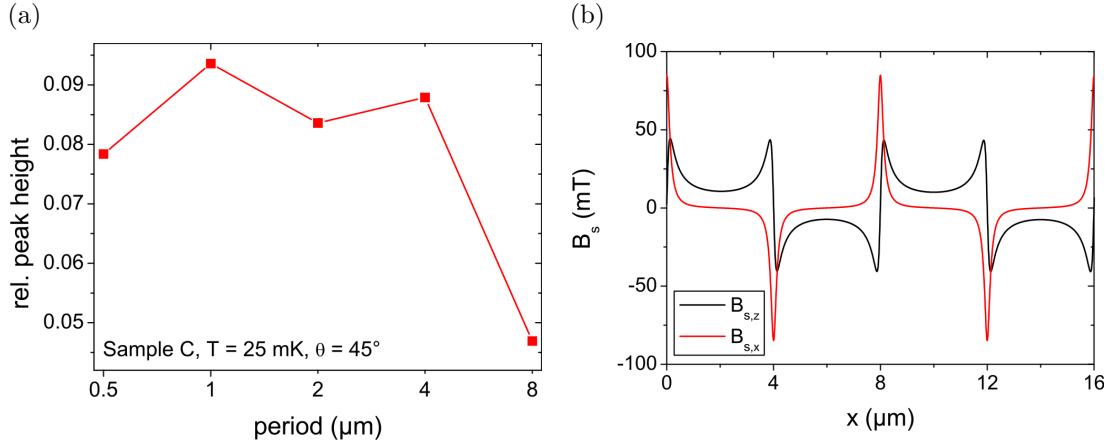 (a)
rel. peak height
0.09
0.08
0.07
0.06
0.05
Sample C, T = 25 mK, θ = 45°
0.5 1 2 4 8
period (µm)
(b)
B_s (mT)
100
50
0
-50
-100
B_s,z
B_s,x
0 4 8 12 16
x (µm)